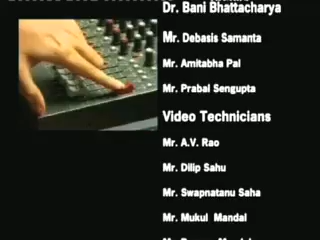 Dr. Bani Bhattacharya
Mr. Debasis Samanta
Mr. Amitabha Pal
Mr. Prabal Sengupta
Video Technicians
Mr. A.V. Rao
Mr. Dilip Sahu
Mr. Swapnatanu Saha
Mr. Mukul Mandal